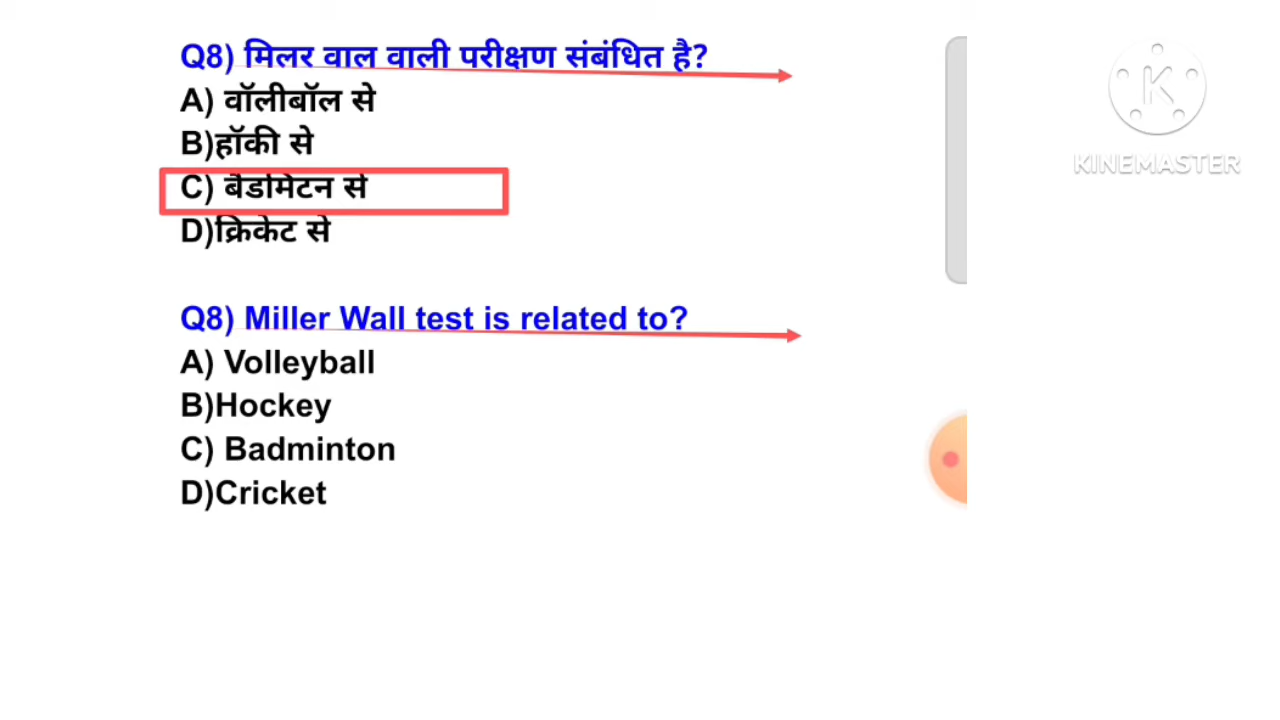 Q8) मिलर वाल वाली परीक्षण संबंधित है?
A) वॉलीबॉल से
B)हॉकी से
C) बैडमिंटन से
D)क्रिकेट से
Q8) Miller Wall test is related to?
A) Volleyball
B)Hockey
C) Badminton
D)Cricket
K
KINEMASTER